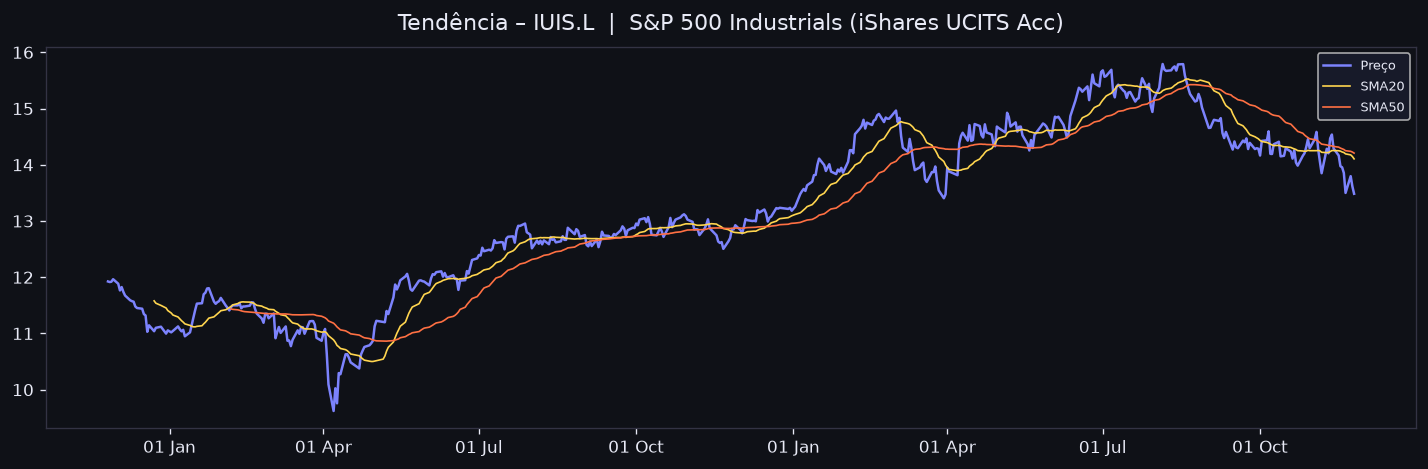 Tendência – IUIS.L | S&P 500 Industrials (iShares UCITS Acc)
16
15
14
13
12
11
10
Preço
SMA20
SMA50
01 Jan 01 Apr 01 Jul 01 Oct 01 Jan 01 Apr 01 Jul 01 Oct